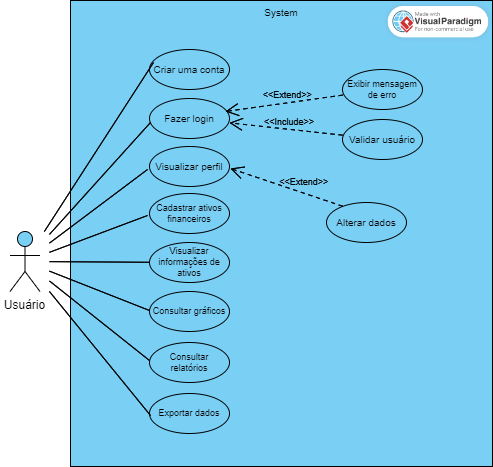 System
Made with
VisualParadigm
For non-commercial use
Criar uma conta
Exibir mensagem
de erro
<<Extend>>
Fazer login
<<Include>>
Validar usuário
Visualizar perfil
<<Extend>>
Cadastrar ativos
financeiros
Alterar dados
Visualizar
informações de
ativos
Usuário
Consultar gráficos
Consultar
relatórios
Exportar dados